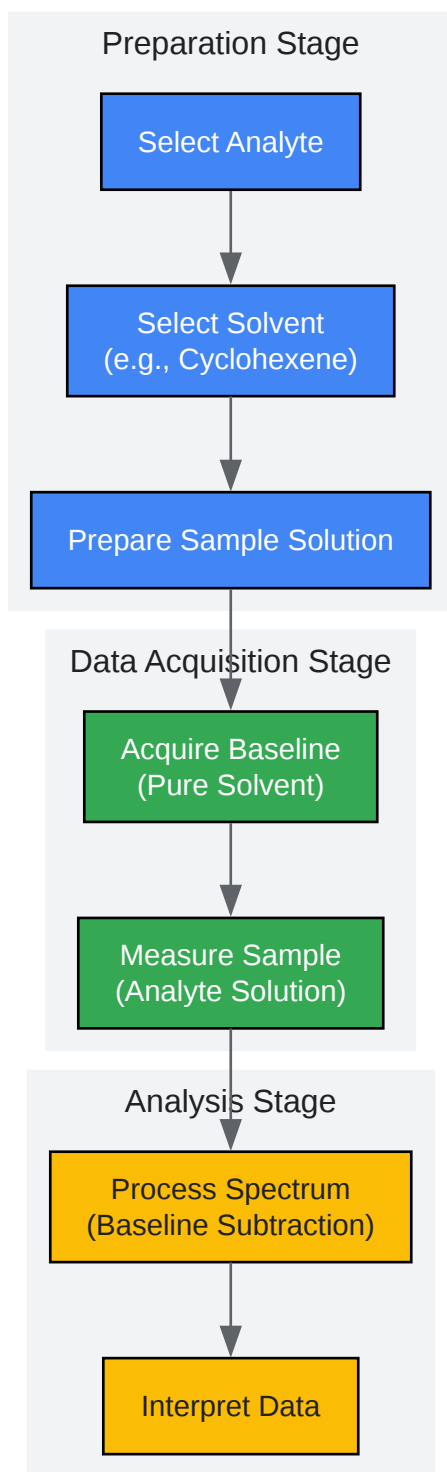 Preparation Stage
Select Analyte
Select Solvent
(e.g., Cyclohexene)
Prepare Sample Solution
Data Acquisition Stage
Acquire Baseline
(Pure Solvent)
Measure Sample
(Analyte Solution)
Analysis Stage
Process Spectrum
(Baseline Subtraction)
Interpret Data